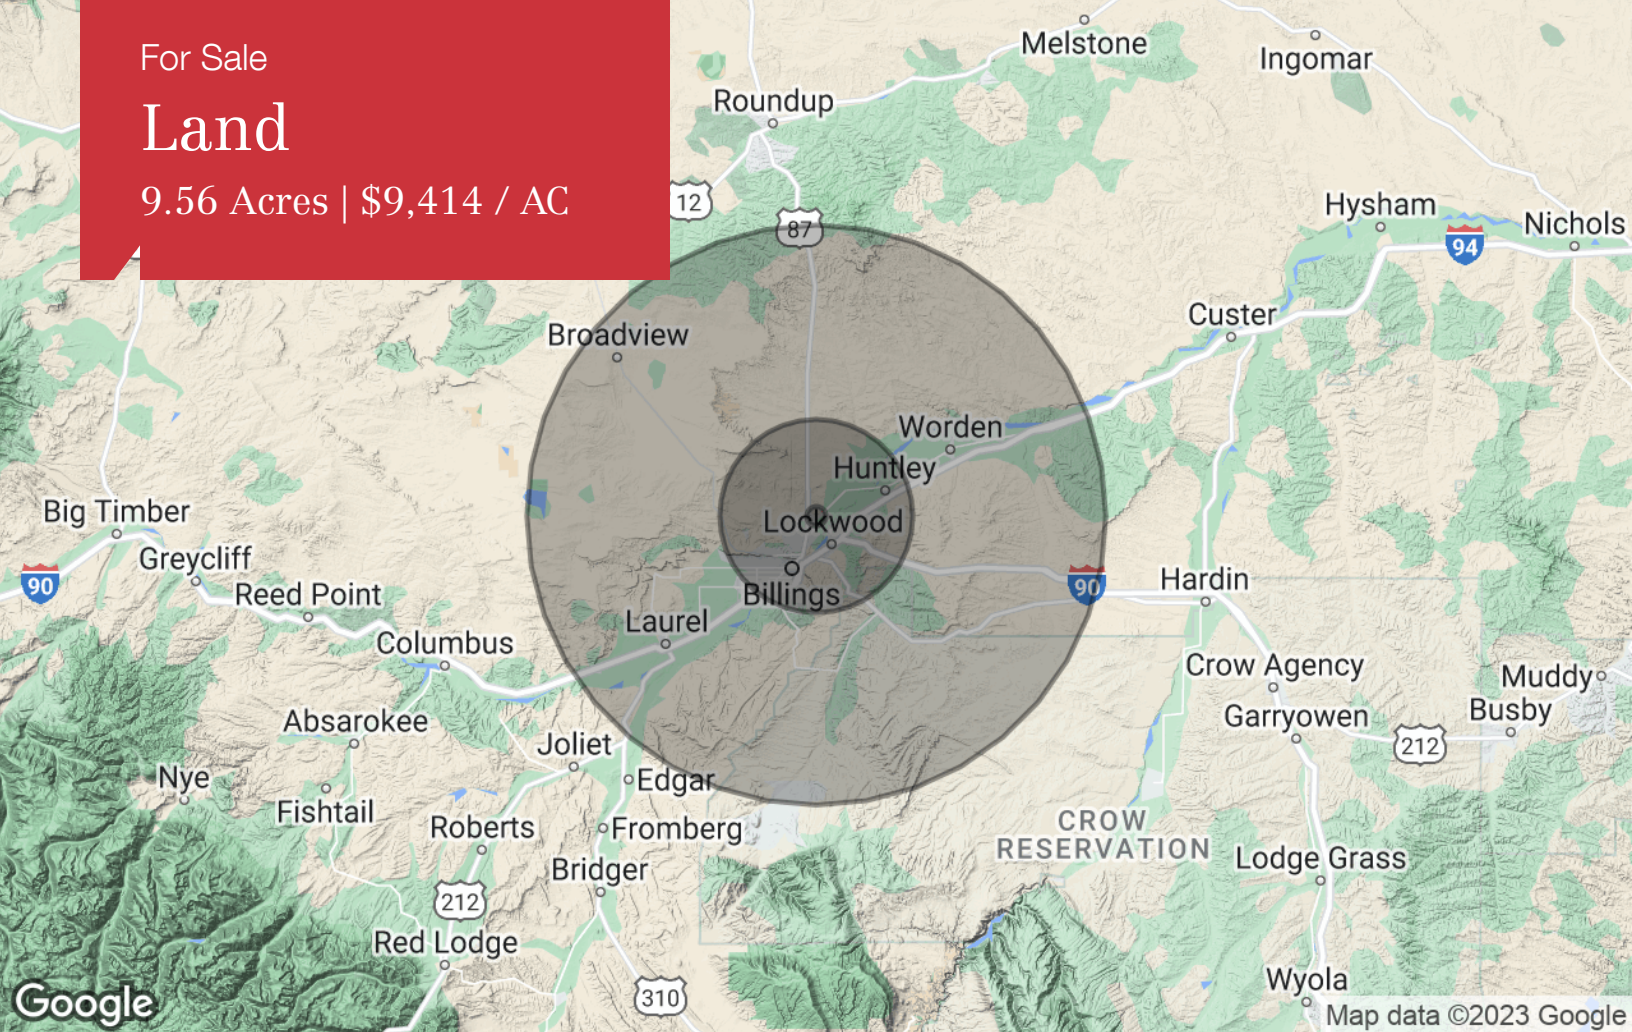 For Sale
Land
9.56 Acres | $9,414 / AC
Melstone
Ingomar
Roundup
12
87
Hysham
Nichols
94
Custer
Broadview
Worden
Huntley
Lockwood
Billings
Big Timber
Greycliff
90
Reed Point
Laurel
Columbus
90
Hardin
Crow Agency
Muddy
Busby
Garryowen
212
Absarokee
Joliet
Nye
Edgar
Fishtail
Roberts
Fromberg
Bridger
CROW
RESERVATION
Lodge Grass
212
Red Lodge
310
Wyola
Google
Map data ©2023 Google